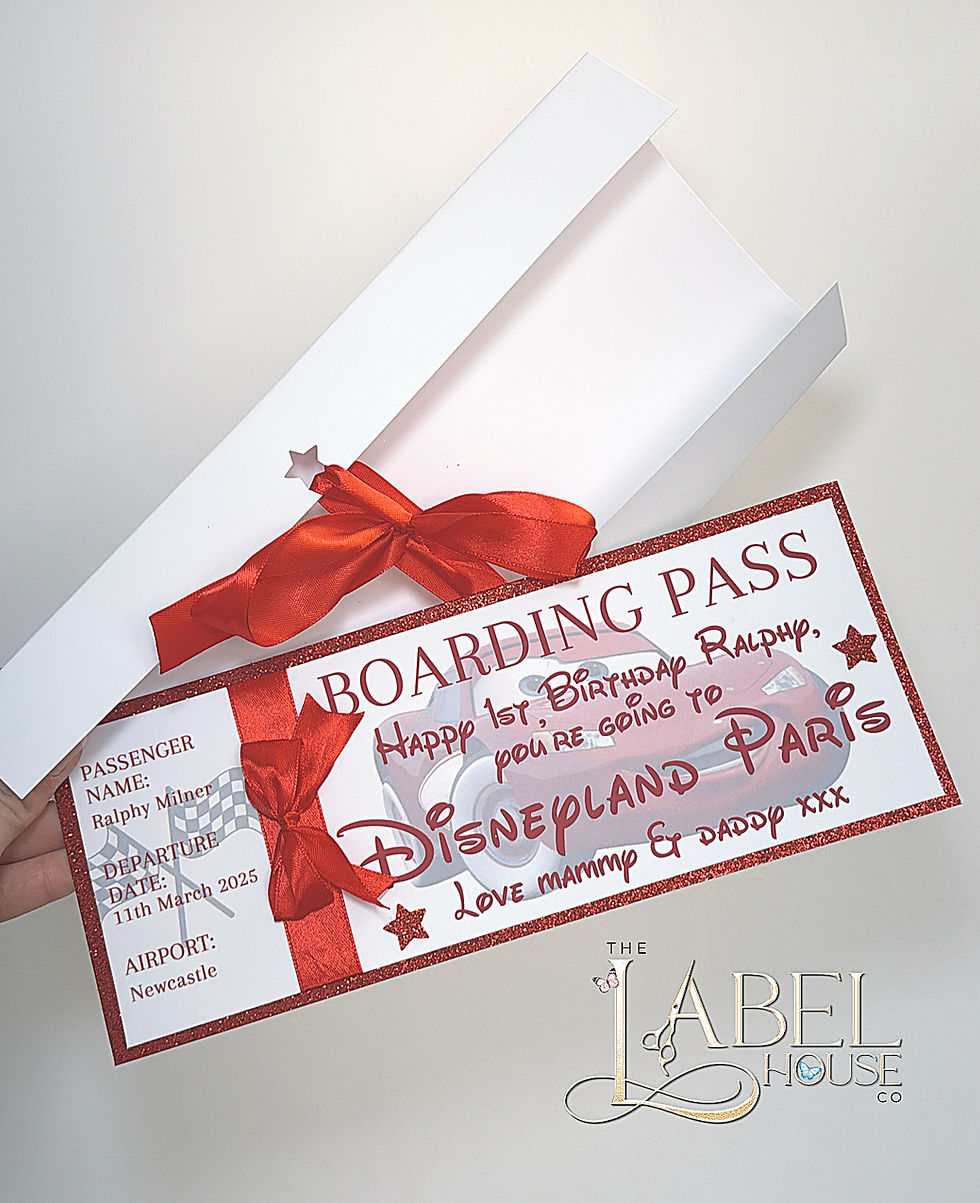 BOARDING PASS
Happy 1st, Birthday Ralphy,
you're going to
Disneyland Paris
Love mammy & daddy xxx
PASSENGER
NAME:
Ralphy Milner
DEPARTURE
DATE:
11th March 2025
AIRPORT:
Newcastle
THE
LABEL
HOUSE
CO